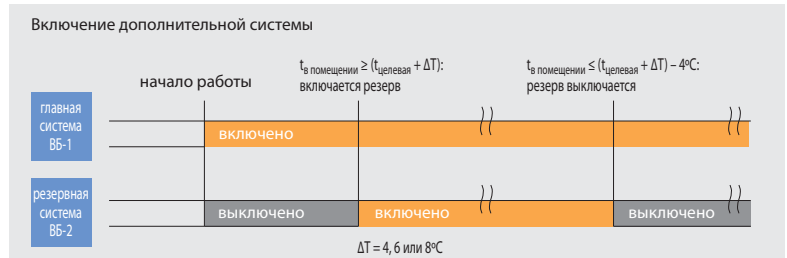 Включение дополнительной системы
начало работы
tв помещении ≥ (tцелевая + ΔT):
включается резерв
tв помещении ≤ (tцелевая + ΔT) – 4ºC:
резерв выключается
главная
система
ВБ-1
включено
резервная
система
ВБ-2
выключено
включено
выключено
ΔT = 4, 6 или 8ºC